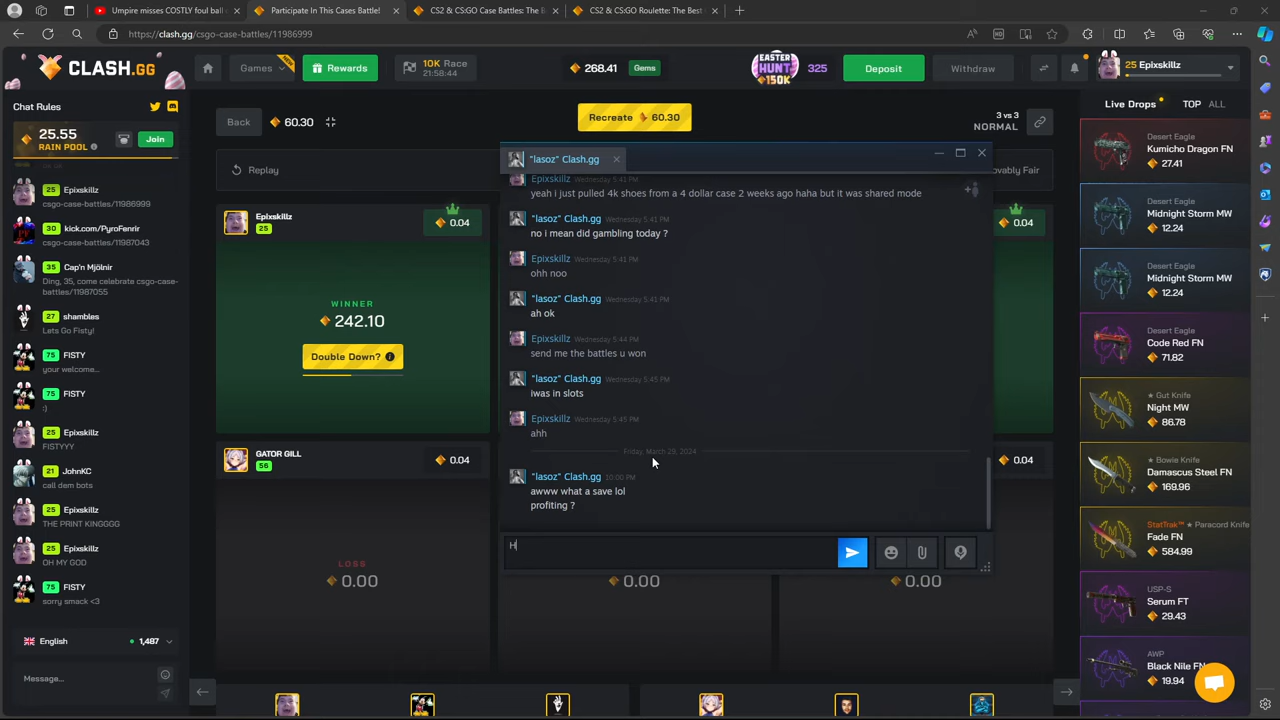 Umpire misses COSTLY foul ball c
Participate In This Cases Battle!
CS2 & CS:GO Case Battles: The B
CS2 & CS:GO Roulette: The Best
https://clash.gg/csgo-case-battles/11986999
CLASH.GG
Games
NEW
Rewards
10K Race
21:58:44
268.41
Gems
EASTER
HUNT
150K
325
Deposit
Withdraw
25 Epixskillz
Chat Rules
25.55
RAIN POOL
Join
25 Epixskillz
csgo-case-battles/11986999
30 kick.com/PyroFenrir
csgo-case-battles/11987043
35 Cap'n Mjölnir
Ding, 35, come celebrate csgo-case-
battles/11987055
27 shambles
Lets Go Fisty!
75 FISTY
your welcome...
75 FISTY
:)
25 Epixskillz
FISTYYY
21 JohnKC
call dem bots
25 Epixskillz
THE PRINT KINGGGG
25 Epixskillz
OH MY GOD
75 FISTY
sorry smack <3
English
1,487
Message...
Back
60.30
Recreate 60.30
3 vs 3
NORMAL
Replay
ovably Fair
Epixskillz
25
0.04
WINNER
242.10
Double Down?
GATOR GILL
56
0.04
LOSS
0.00
0.00
0.00
0.04
0.04
"lasoz" Clash.gg
Epixskillz Wednesday 5:41 PM
yeah i just pulled 4k shoes from a 4 dollar case 2 weeks ago haha but it was shared mode
"lasoz" Clash.gg Wednesday 5:41 PM
no i mean did gambling today ?
Epixskillz Wednesday 5:41 PM
ohh noo
"lasoz" Clash.gg Wednesday 5:41 PM
ah ok
Epixskillz Wednesday 5:44 PM
send me the battles u won
"lasoz" Clash.gg Wednesday 5:45 PM
iwas in slots
Epixskillz Wednesday 5:45 PM
ahh
Friday, March 29, 2024
"lasoz" Clash.gg 10:00 PM
awww what a save lol
profiting ?
H
Live Drops
TOP
ALL
Desert Eagle
Kumicho Dragon FN
27.41
Desert Eagle
Midnight Storm MW
12.24
Desert Eagle
Midnight Storm MW
12.24
Desert Eagle
Code Red FN
71.82
★ Gut Knife
Night MW
86.78
★ Bowie Knife
Damascus Steel FN
169.96
StatTrak™ ★ Paracord Knife
Fade FN
584.99
USP-S
Serum FT
29.43
AWP
Black Nile FN
19.94